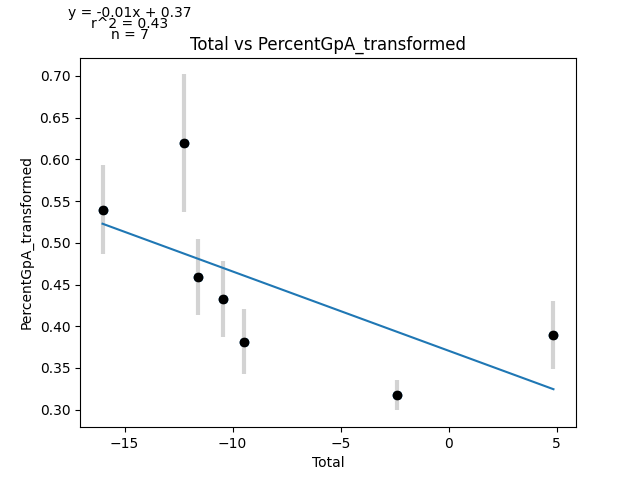 y = -0.01x + 0.37
r^2 = 0.43
n = 7
Total vs PercentGpA_transformed
PercentGpA_transformed
0.70
0.65
0.60
0.55
0.50
0.45
0.40
0.35
0.30
−15
−10
−5
0
5
Total